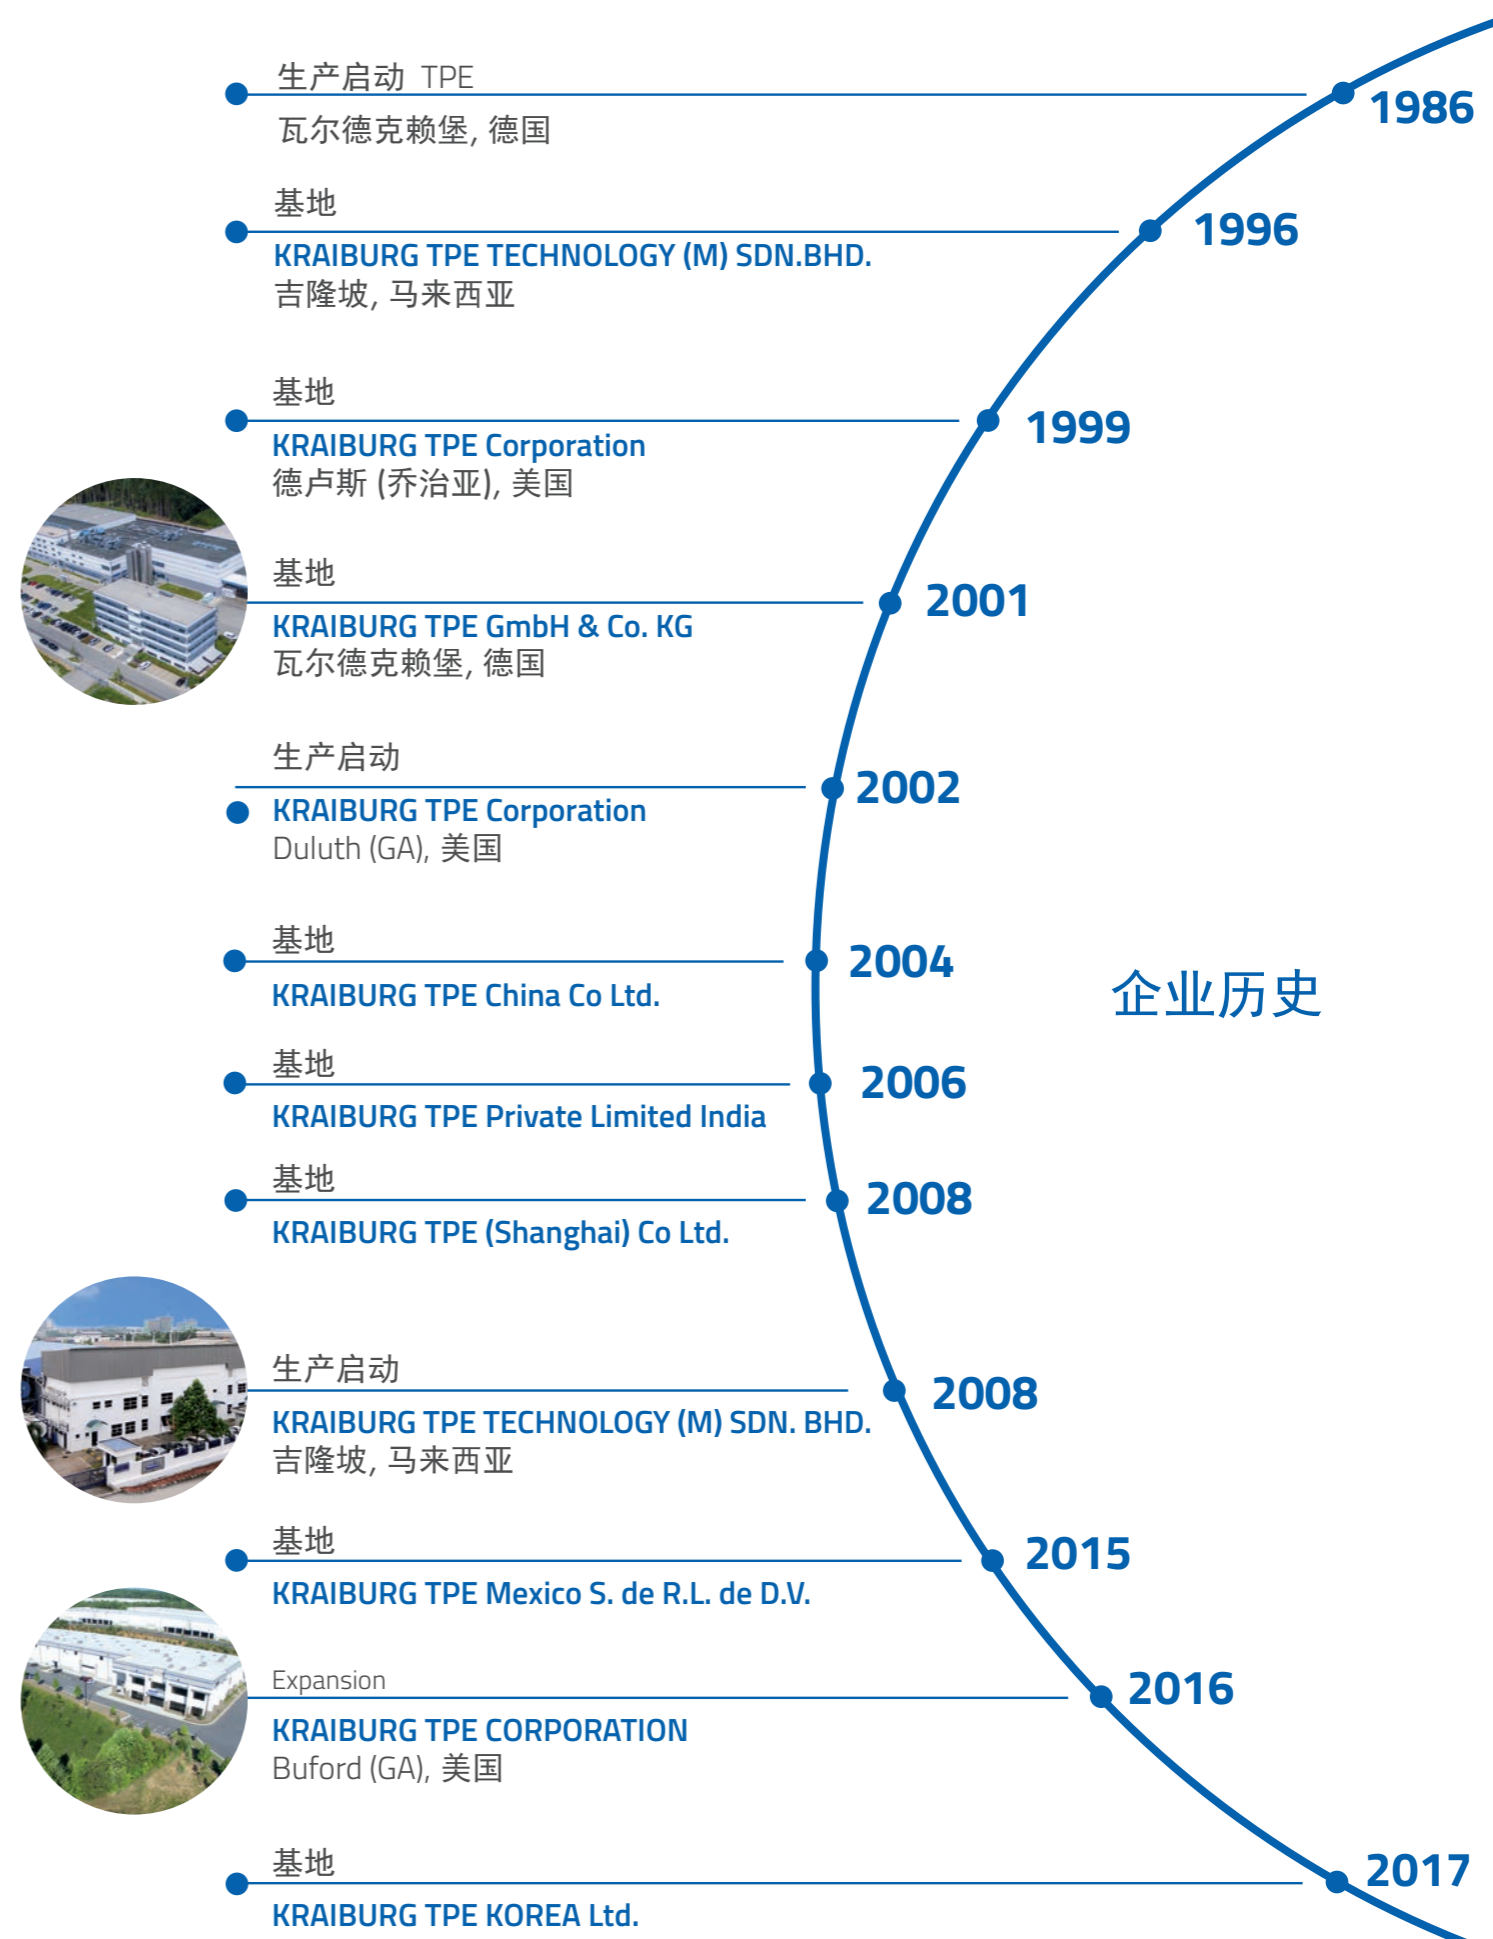 生产启动 TPE
1986
瓦尔德克赖堡, 德国
基地
1996
KRAIBURG TPE TECHNOLOGY (M) SDN.BHD.
吉隆坡, 马来西亚
基地
1999
KRAIBURG TPE Corporation
德卢斯 (乔治亚), 美国
基地
2001
KRAIBURG TPE GmbH & Co. KG
瓦尔德克赖堡, 德国
生产启动
2002
KRAIBURG TPE Corporation
Duluth (GA), 美国
基地
2004
KRAIBURG TPE China Co Ltd.
企业历史
基地
2006
KRAIBURG TPE Private Limited India
基地
2008
KRAIBURG TPE (Shanghai) Co Ltd.
生产启动
2008
KRAIBURG TPE TECHNOLOGY (M) SDN. BHD.
吉隆坡, 马来西亚
基地
2015
KRAIBURG TPE Mexico S. de R.L. de D.V.
Expansion
2016
KRAIBURG TPE CORPORATION
Buford (GA), 美国
基地
2017
KRAIBURG TPE KOREA Ltd.